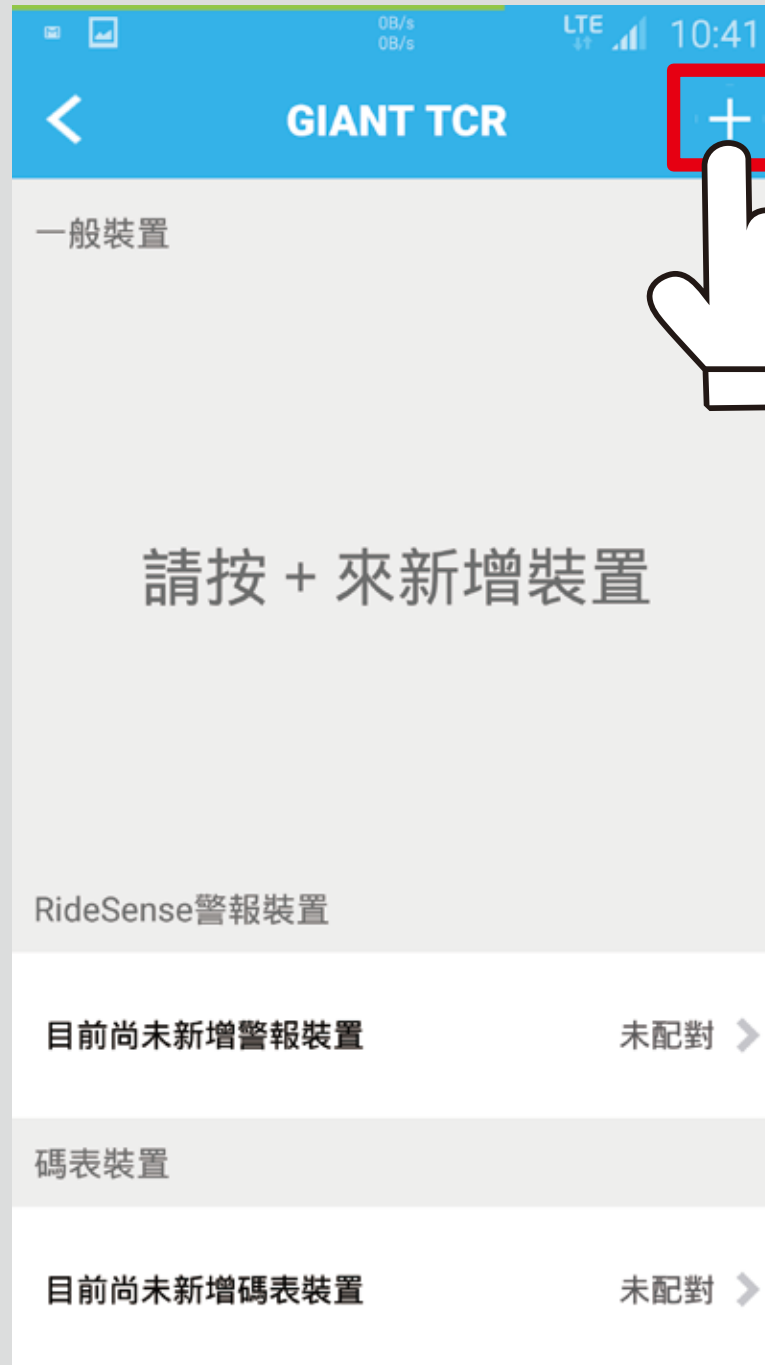 0B/s
0B/s
LTE
10:41
GIANT TCR
+
一般裝置
請按 + 來新增裝置
RideSense警報裝置
目前尚未新增警報裝置
未配對
碼表裝置
目前尚未新增碼表裝置
未配對